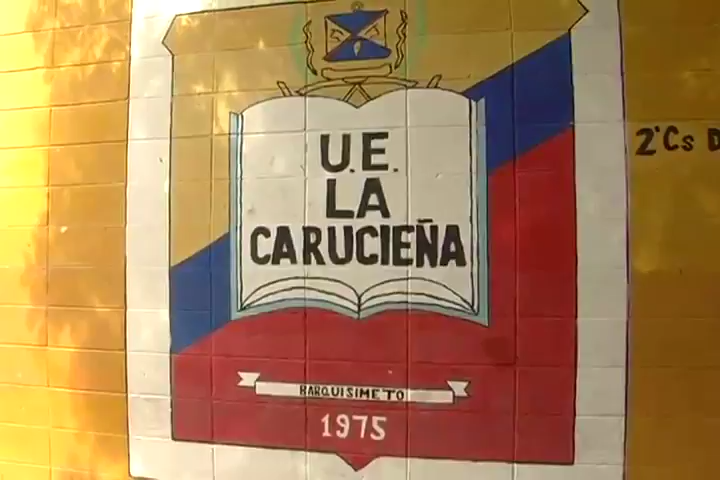 U.E.
LA
CARUCIEÑA
BARQUISIMETO
1975
2°Cs D